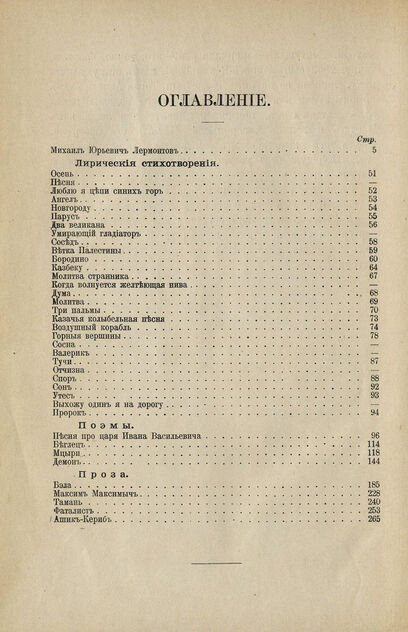 ОГЛАВЛЕНІЕ.
Стр.
Михаилъ Юрьевичъ Лермонтовъ . . . 5
Лирическія стихотворенія.
Осень . . . 51
Пѣсня . . . —
Люблю я цѣпи синихъ горъ . . . 52
Ангелъ . . . 53
Новгороду . . . 54
Парусъ . . . 55
Два великана . . . 56
Умирающій гладіаторъ . . . —
Сосѣдъ . . . 58
Вѣтка Палестины . . . 59
Бородино . . . 60
Казбеку . . . 64
Молитва странника . . . 67
Когда волнуется желтѣющая нива . . . —
Дума . . . 68
Молитва . . . 69
Три пальмы . . . 70
Казачья колыбельная пѣсня . . . 73
Воздушный корабль . . . 74
Горныя вершины . . . 78
Сосна . . . —
Валерикъ . . . —
Тучи . . . 87
Отчизна . . . —
Споръ . . . 88
Сонъ . . . 92
Утесъ . . . 93
Выхожу одинъ я на дорогу . . . —
Пророкъ . . . 94
Поэмы.
Пѣсня про царя Ивана Васильевича . . . 96
Бѣглецъ . . . 114
Мцыри . . . 118
Демонъ . . . 144
Проза.
Бэла . . . 185
Максимъ Максимычъ . . . 228
Тамань . . . 240
Фаталистъ . . . 253
Ашикъ-Керибъ . . . 265